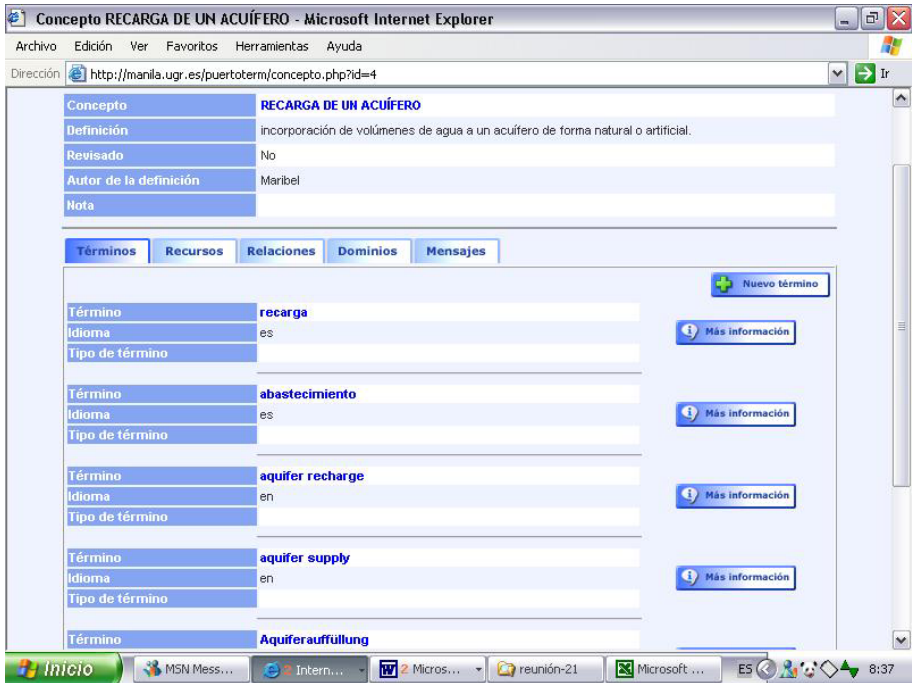 Concepto RECARGA DE UN ACUÍFERO - Microsoft Internet Explorer
Archivo Edición Ver Favoritos Herramientas Ayuda
Dirección http://manila.ugr.es/puertoterm/concepto.php?id=4 Ir
Concepto RECARGA DE UN ACUÍFERO
Definición incorporación de volúmenes de agua a un acuífero de forma natural o artificial.
Revisado No
Autor de la definición Maribel
Nota
Términos Recursos Relaciones Dominios Mensajes
Nuevo término
Término recarga
Idioma es Más información
Tipo de término
Término abastecimiento
Idioma es Más información
Tipo de término
Término aquifer recharge
Idioma en Más información
Tipo de término
Término aquifer supply
Idioma en Más información
Tipo de término
Término Aquiferauffüllung
Inicio MSN Mess... 2 Intern... 2 Micros... reunión-21 Microsoft ... ES 8:37